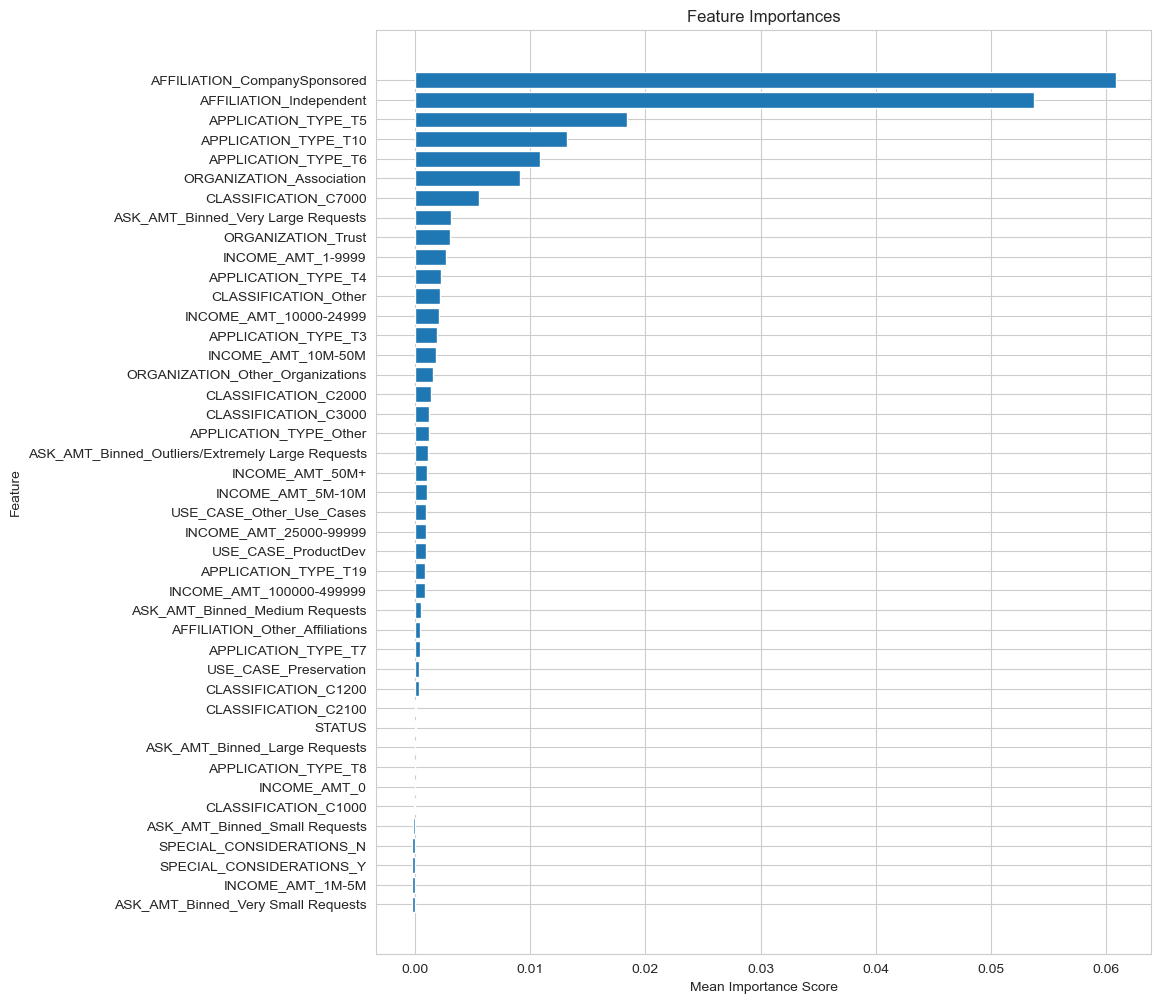 Feature Importances
AFFILIATION_CompanySponsored
AFFILIATION_Independent
APPLICATION_TYPE_T5
APPLICATION_TYPE_T10
APPLICATION_TYPE_T6
ORGANIZATION_Association
CLASSIFICATION_C7000
ASK_AMT_Binned_Very Large Requests
ORGANIZATION_Trust
INCOME_AMT_1-9999
APPLICATION_TYPE_T4
CLASSIFICATION_Other
INCOME_AMT_10000-24999
APPLICATION_TYPE_T3
INCOME_AMT_10M-50M
ORGANIZATION_Other_Organizations
CLASSIFICATION_C2000
CLASSIFICATION_C3000
APPLICATION_TYPE_Other
ASK_AMT_Binned_Outliers/Extremely Large Requests
INCOME_AMT_50M+
INCOME_AMT_5M-10M
USE_CASE_Other_Use_Cases
INCOME_AMT_25000-99999
USE_CASE_ProductDev
APPLICATION_TYPE_T19
INCOME_AMT_100000-499999
ASK_AMT_Binned_Medium Requests
AFFILIATION_Other_Affiliations
APPLICATION_TYPE_T7
USE_CASE_Preservation
CLASSIFICATION_C1200
CLASSIFICATION_C2100
STATUS
ASK_AMT_Binned_Large Requests
APPLICATION_TYPE_T8
INCOME_AMT_0
CLASSIFICATION_C1000
ASK_AMT_Binned_Small Requests
SPECIAL_CONSIDERATIONS_N
SPECIAL_CONSIDERATIONS_Y
INCOME_AMT_1M-5M
ASK_AMT_Binned_Very Small Requests
Feature
0.00 0.01 0.02 0.03 0.04 0.05 0.06
Mean Importance Score